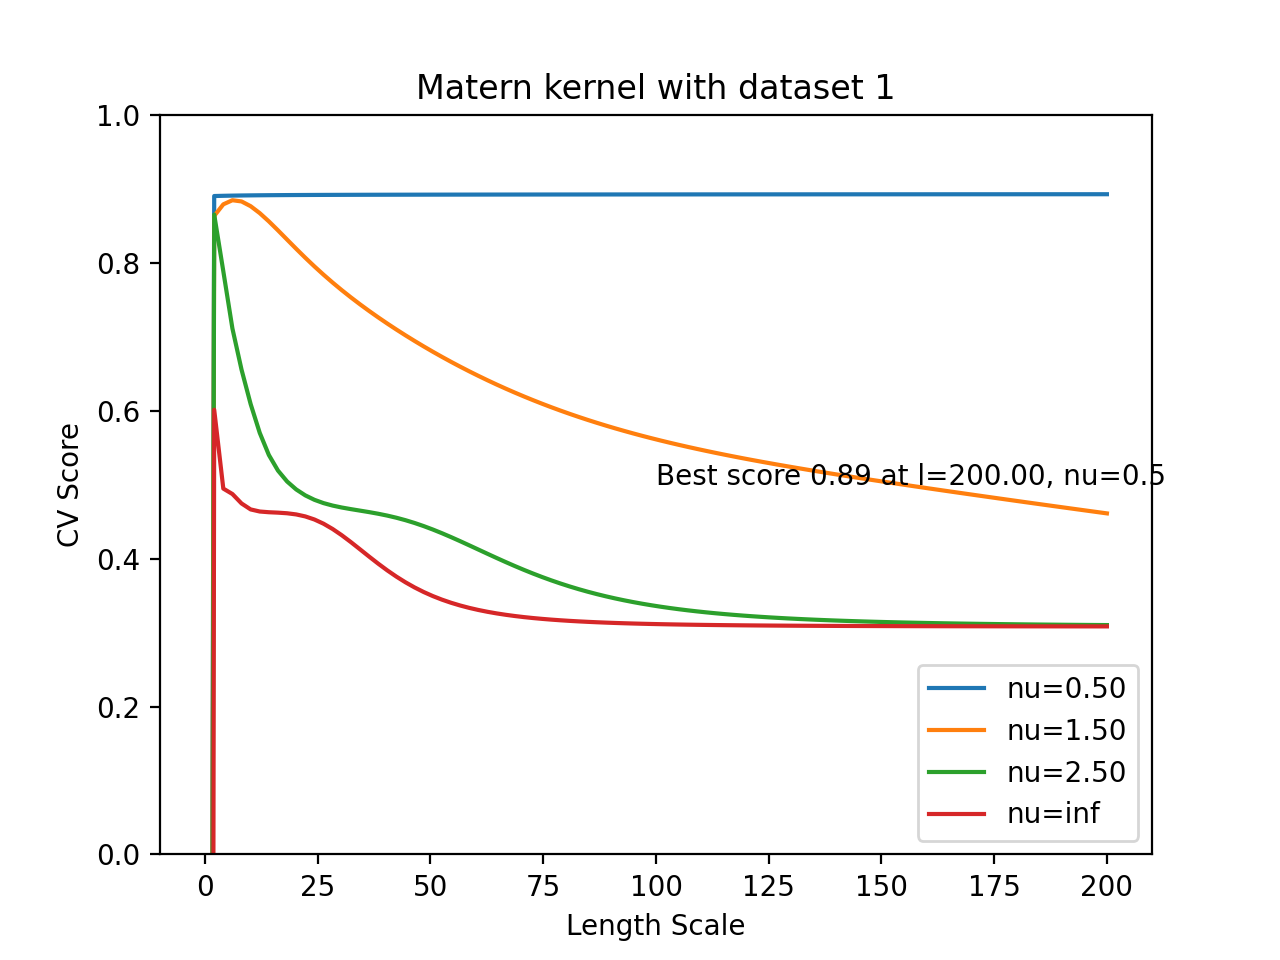 Matern kernel with dataset 1
1.0
0.8
0.6
0.4
0.2
0.0
CV Score
Best score 0.89 at l=200.00, nu=0.5
nu=0.50
nu=1.50
nu=2.50
nu=inf
0 25 50 75 100 125 150 175 200
Length Scale